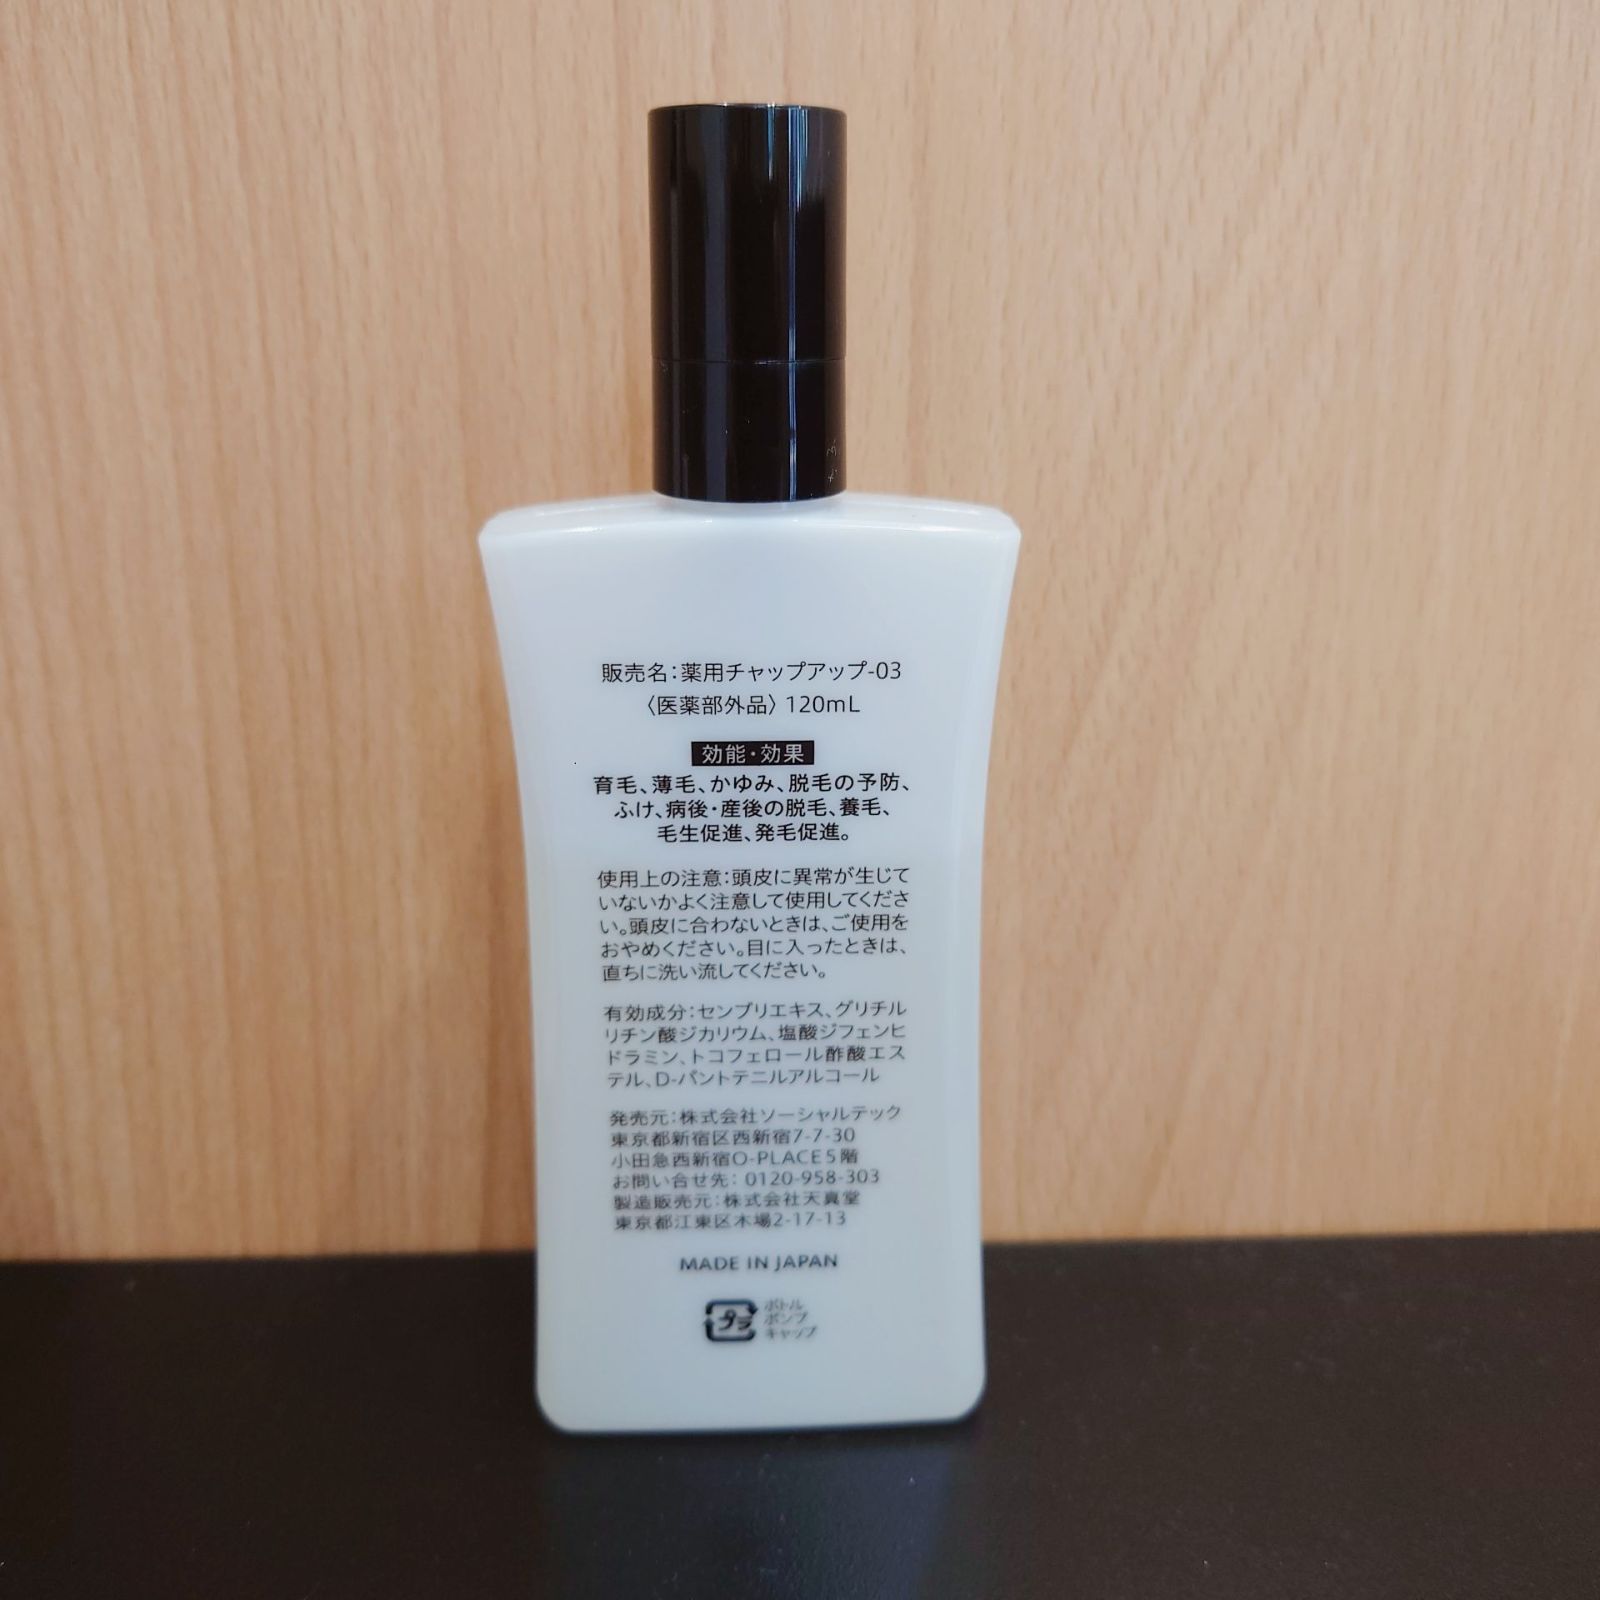 販売名：薬用チャップアップ-03
〈医薬部外品〉120mL
効能・効果
育毛、薄毛、かゆみ、脱毛の予防、
ふけ、病後・産後の脱毛、養毛、
毛生促進、発毛促進。
使用上の注意：頭皮に異常が生じて
いないかよく注意して使用してくださ
い。頭皮に合わないときは、ご使用を
おやめください。目に入ったときは、
直ちに洗い流してください。
有効成分：センブリエキス、グリチル
リチン酸ジカリウム、塩酸ジフェンヒ
ドラミン、トコフェロール酢酸エス
テル、D-パントテニルアルコール
発売元：株式会社ソーシャルテック
東京都新宿区西新宿7-7-30
小田急西新宿O-PLACE5階
お問い合せ先：0120-958-303
製造販売元：株式会社天真堂
東京都江東区木場2-17-13
MADE IN JAPAN
プラ
ボトル
ポンプ
キャップ